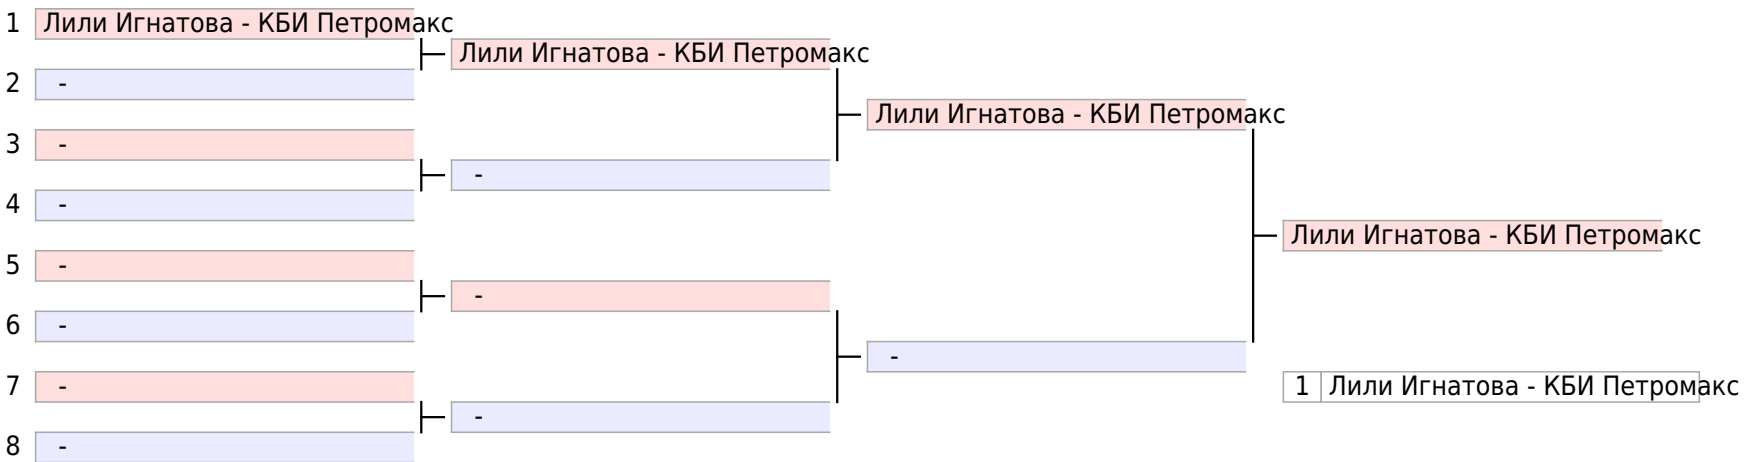 1 Лили Игнатова - КБИ Петромакс
Лили Игнатова - КБИ Петромакс
2 -
Лили Игнатова - КБИ Петромакс
3 -
-
4 -
Лили Игнатова - КБИ Петромакс
5 -
-
6 -
-
7 -
1 Лили Игнатова - КБИ Петромакс
-
8 -